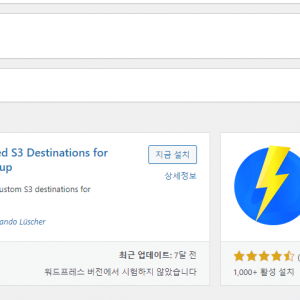 ed S3 Destinations for
up
지금 설치
상세정보
ustom S3 destinations for
ando Lüscher
최근 업데이트: 7달 전
워드프레스 버전에서 시험하지 않았습니다
(
1,000+ 활성 설치